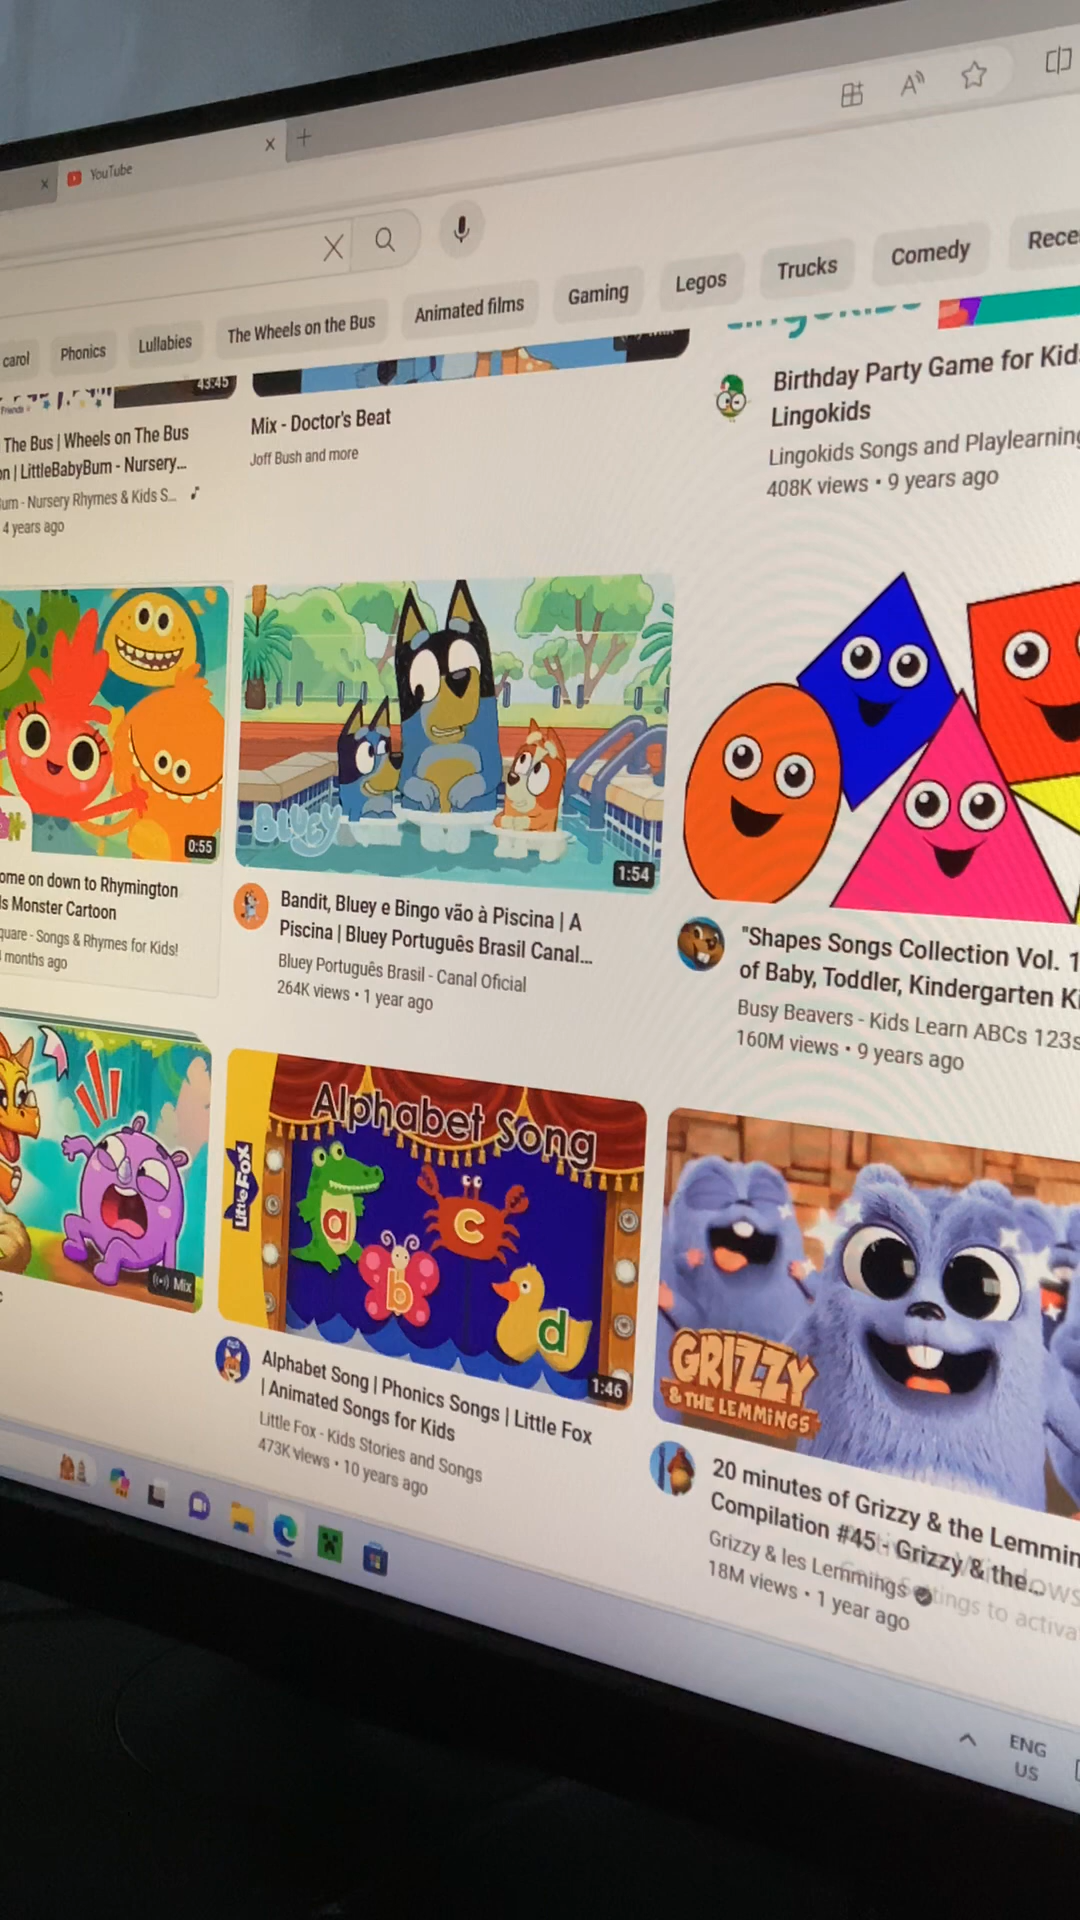 YouTube
carol
Phonics
Lullabies
The Wheels on the Bus
Animated films
Gaming
Legos
Trucks
Comedy
Rece
Friends
43:45
The Bus | Wheels on The Bus
on | LittleBabyBum - Nursery...
um - Nursery Rhymes & Kids S...
4 years ago
Mix - Doctor's Beat
Joff Bush and more
Birthday Party Game for Kid
Lingokids
Lingokids Songs and Playlearning
408K views • 9 years ago
0:55
ome on down to Rhymington
ls Monster Cartoon
quare - Songs & Rhymes for Kids!
months ago
BLUEY
1:54
Bandit, Bluey e Bingo vão à Piscina | A
Piscina | Bluey Português Brasil Canal...
Bluey Português Brasil - Canal Oficial
264K views • 1 year ago
"Shapes Songs Collection Vol. 1
of Baby, Toddler, Kindergarten Ki
Busy Beavers - Kids Learn ABCs 123s
160M views • 9 years ago
Mix
Alphabet Song
Little Fox
a
b
c
d
1:46
Alphabet Song | Phonics Songs | Little Fox
| Animated Songs for Kids
Little Fox - Kids Stories and Songs
473K views • 10 years ago
GRIZZY
& THE LEMMINGS
20 minutes of Grizzy & the Lemmin
Compilation #45 - Grizzy & the...
Grizzy & les Lemmings
18M views • 1 year ago
ENG
US